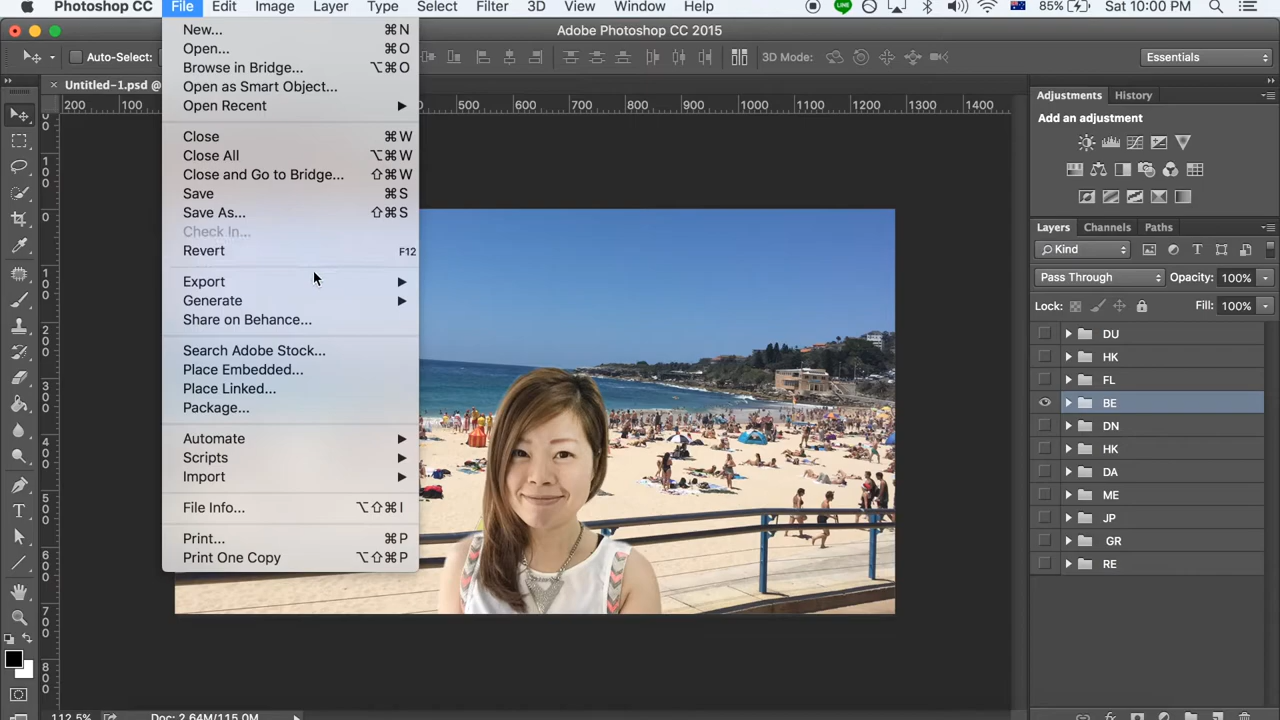 Photoshop CC File Edit Image Layer Type Select Filter 3D View Window Help 85% Sat 10:00 PM
Adobe Photoshop CC 2015
Auto-Select: 3D Mode: Essentials
Untitled-1.psd @
200 100 500 600 700 800 900 1000 1100 1200 1300 1400
New... ⌘N
Open... ⌘O
Browse in Bridge... ⌥⌘O
Open as Smart Object...
Open Recent
Close ⌘W
Close All ⌥⌘W
Close and Go to Bridge... ⇧⌘W
Save ⌘S
Save As... ⇧⌘S
Check In...
Revert F12
Export
Generate
Share on Behance...
Search Adobe Stock...
Place Embedded...
Place Linked...
Package...
Automate
Scripts
Import
File Info... ⌥⇧⌘I
Print... ⌘P
Print One Copy ⌥⇧⌘P
Adjustments History
Add an adjustment
Layers Channels Paths
Kind
Pass Through Opacity: 100%
Lock: Fill: 100%
DU
HK
FL
BE
DN
HK
DA
ME
JP
GR
RE
112.5% Doc: 2.64M/115.0M